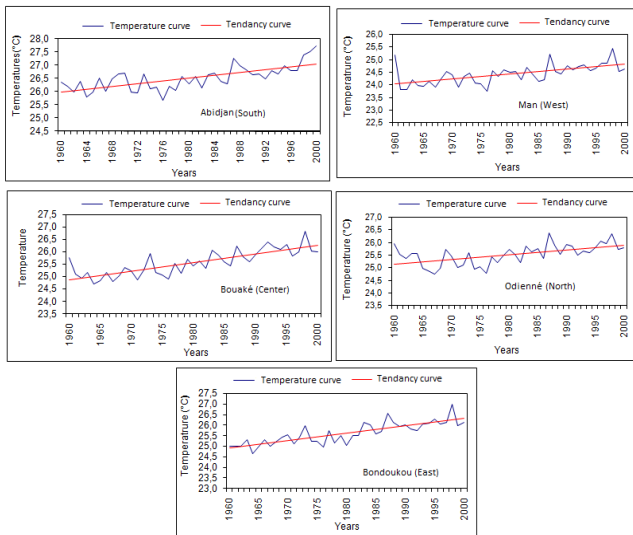 Temperature curve Tendancy curve
Temperatures(°C)
28,0
27,5
27,0
26,5
26,0
25,5
25,0
24,5
Abidjan (South)
1960 1964 1968 1972 1976 1980 1984 1988 1992 1996 2000
Years
Temperature curve Tendancy curve
Temperatrure (°C)
26,0
25,5
25,0
24,5
24,0
23,5
23,0
22,5
Man (West)
1960 1965 1970 1975 1980 1985 1990 1995 2000
Years
Temperature curve Tendancy curve
Temperature
27,5
27,0
26,5
26,0
25,5
25,0
24,5
24,0
23,5
Bouaké (Center)
1960 1965 1970 1975 1980 1985 1990 1995 2000
Years
Temperature curve Tendancy curve
Temperatrure (°C)
27,0
26,5
26,0
25,5
25,0
24,5
24,0
23,5
Odienné (North)
1960 1965 1970 1975 1980 1985 1990 1995 2000
Years
Temperature curve Tendancy curve
Temperatrure (°C)
27,5
27,0
26,5
26,0
25,5
25,0
24,5
24,0
23,5
23,0
Bondoukou (East)
1960 1965 1970 1975 1980 1985 1990 1995 2000
Years